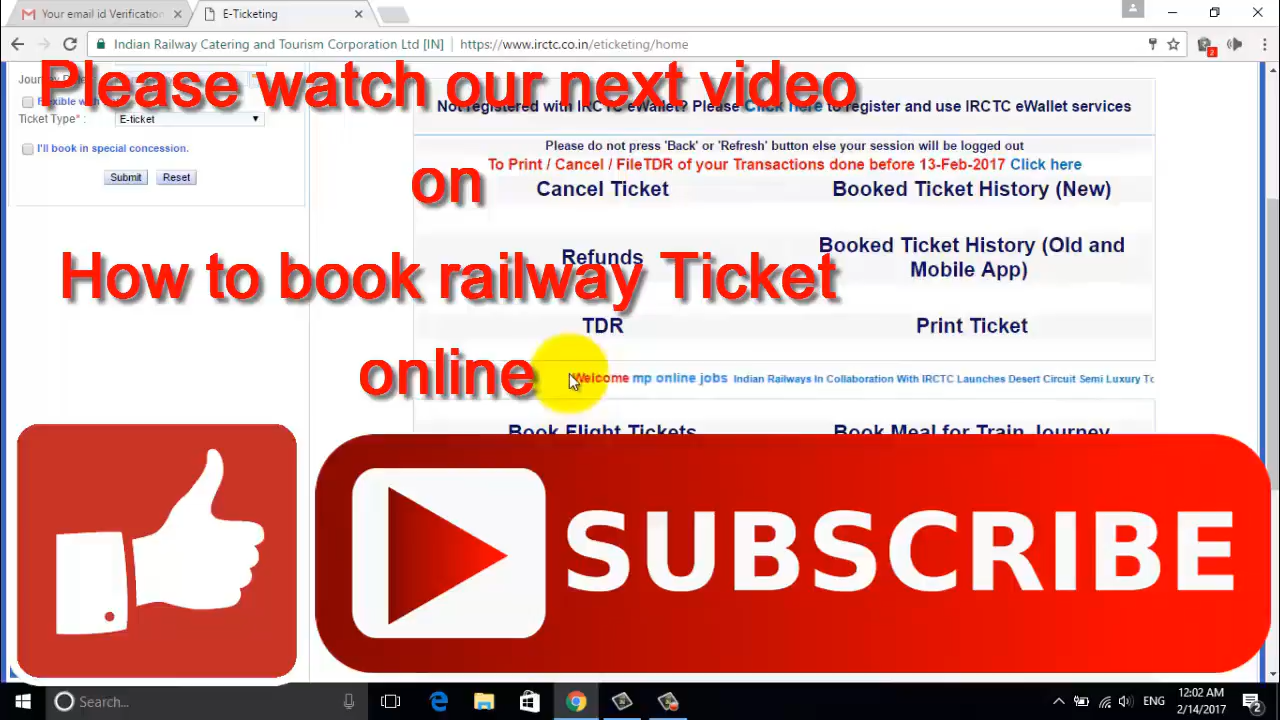 Your email id Verification
E-Ticketing
Indian Railway Catering and Tourism Corporation Ltd [IN]
https://www.irctc.co.in/eticketing/home
2
Please watch our next video
on
How to book railway Ticket
online
Ticket Type* :
E-ticket
I'll book in special concession.
Submit
Reset
Not registered with IRCTC eWallet? Please Click here to register and use IRCTC eWallet services
Please do not press 'Back' or 'Refresh' button else your session will be logged out
To Print / Cancel / FileTDR of your Transactions done before 13-Feb-2017 Click here
Cancel Ticket
Booked Ticket History (New)
Refunds
Booked Ticket History (Old and
Mobile App)
TDR
Print Ticket
Welcome mp online jobs Indian Railways In Collaboration With IRCTC Launches Desert Circuit Semi Luxury
Book Flight Tickets
Book Meal for Train Journey
SUBSCRIBE
Search...
ENG
12:02 AM
2/14/2017
2